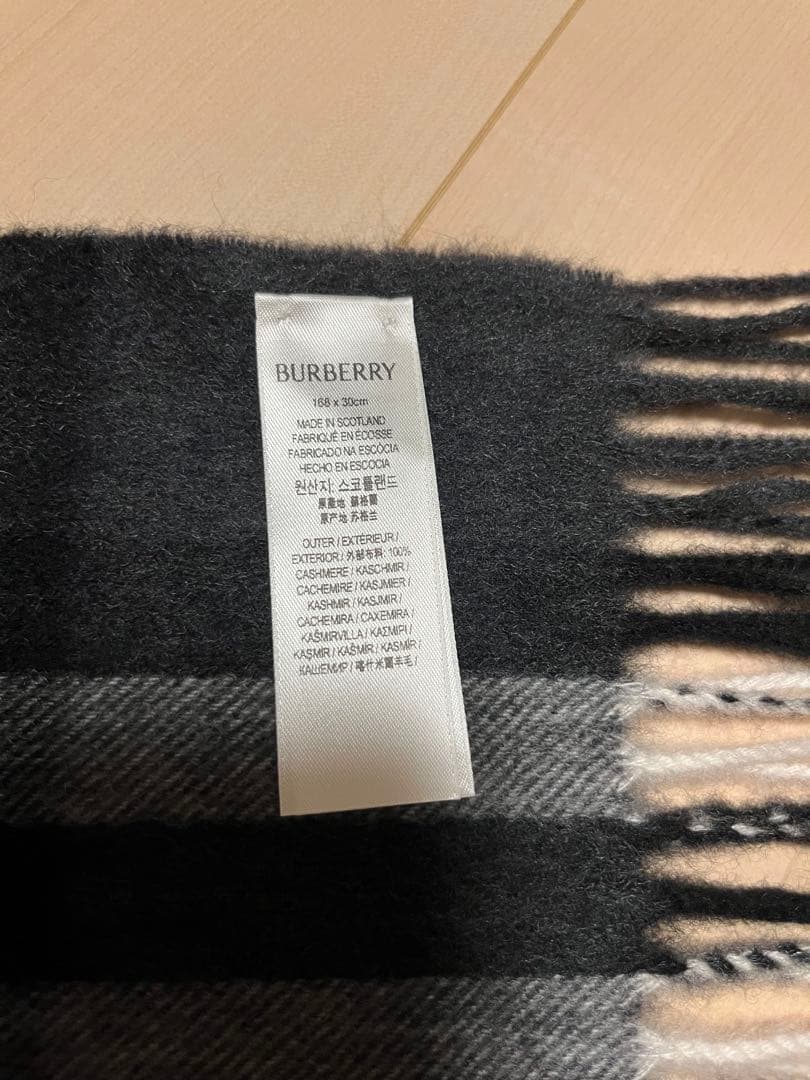 BURBERRY
168 x 30cm
MADE IN SCOTLAND
FABRIQUÉ EN ÉCOSSE
FABRICADO NA ESCÓCIA
HECHO EN ESCOCIA
원산지: 스코틀랜드
原產地 蘇格蘭
原产地 苏格兰
OUTER / EXTÉRIEUR /
EXTERIOR / 外部布料: 100%
CASHMERE / KASCHMIR /
CACHEMIRE / KASJMIER /
KASHMIR / KASJMIR /
CACHEMIRA / CAXEMIRA /
KAŠMIRVILLA / ΚΑΣΜΙΡΙ /
KAŞMİR / KAŠMIR / KASMÍR /
КАШЕМИР / 喀什米爾羊毛 /